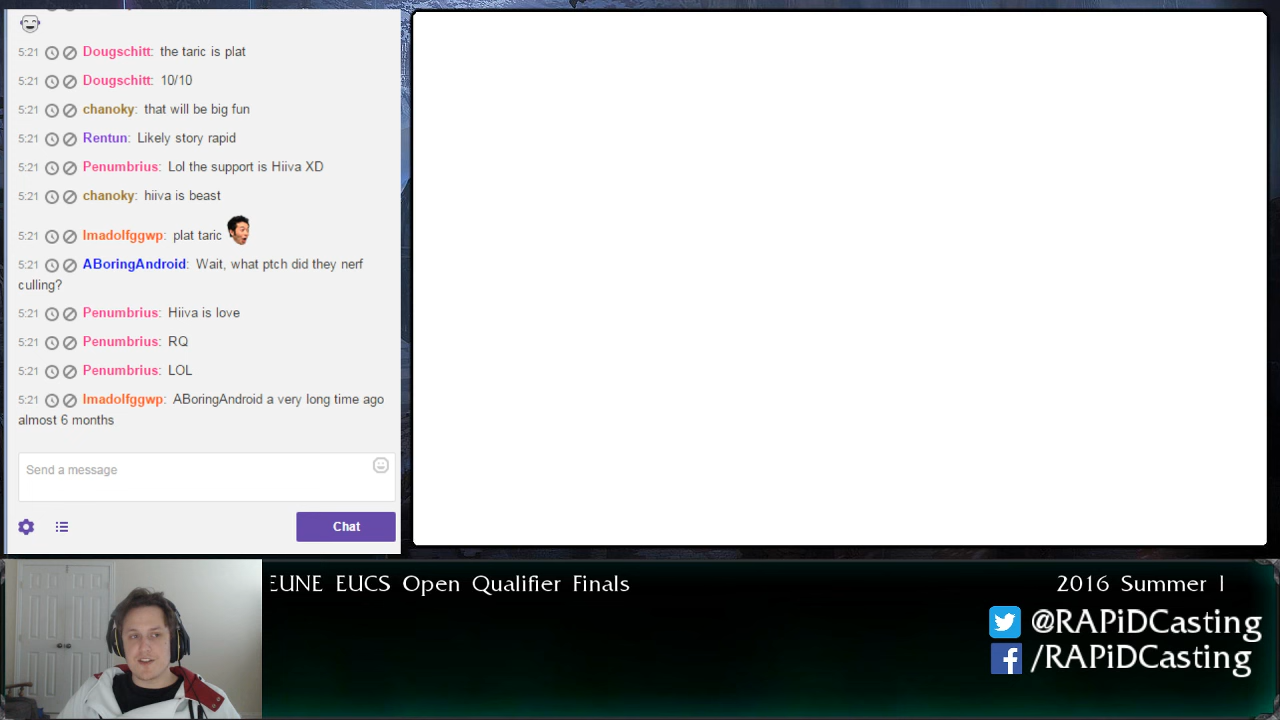 5:21 Dougschitt: the taric is plat
5:21 Dougschitt: 10/10
5:21 chanoky: that will be big fun
5:21 Rentun: Likely story rapid
5:21 Penumbrius: Lol the support is Hiiva XD
5:21 chanoky: hiiva is beast
5:21 Imadolfggwp: plat taric
5:21 ABoringAndroid: Wait, what ptch did they nerf
culling?
5:21 Penumbrius: Hiiva is love
5:21 Penumbrius: RQ
5:21 Penumbrius: LOL
5:21 Imadolfggwp: ABoringAndroid a very long time ago
almost 6 months
Send a message
Chat
EUNE EUCS Open Qualifier Finals
2016 Summer
@RAPiDCasting
/RAPiDCasting